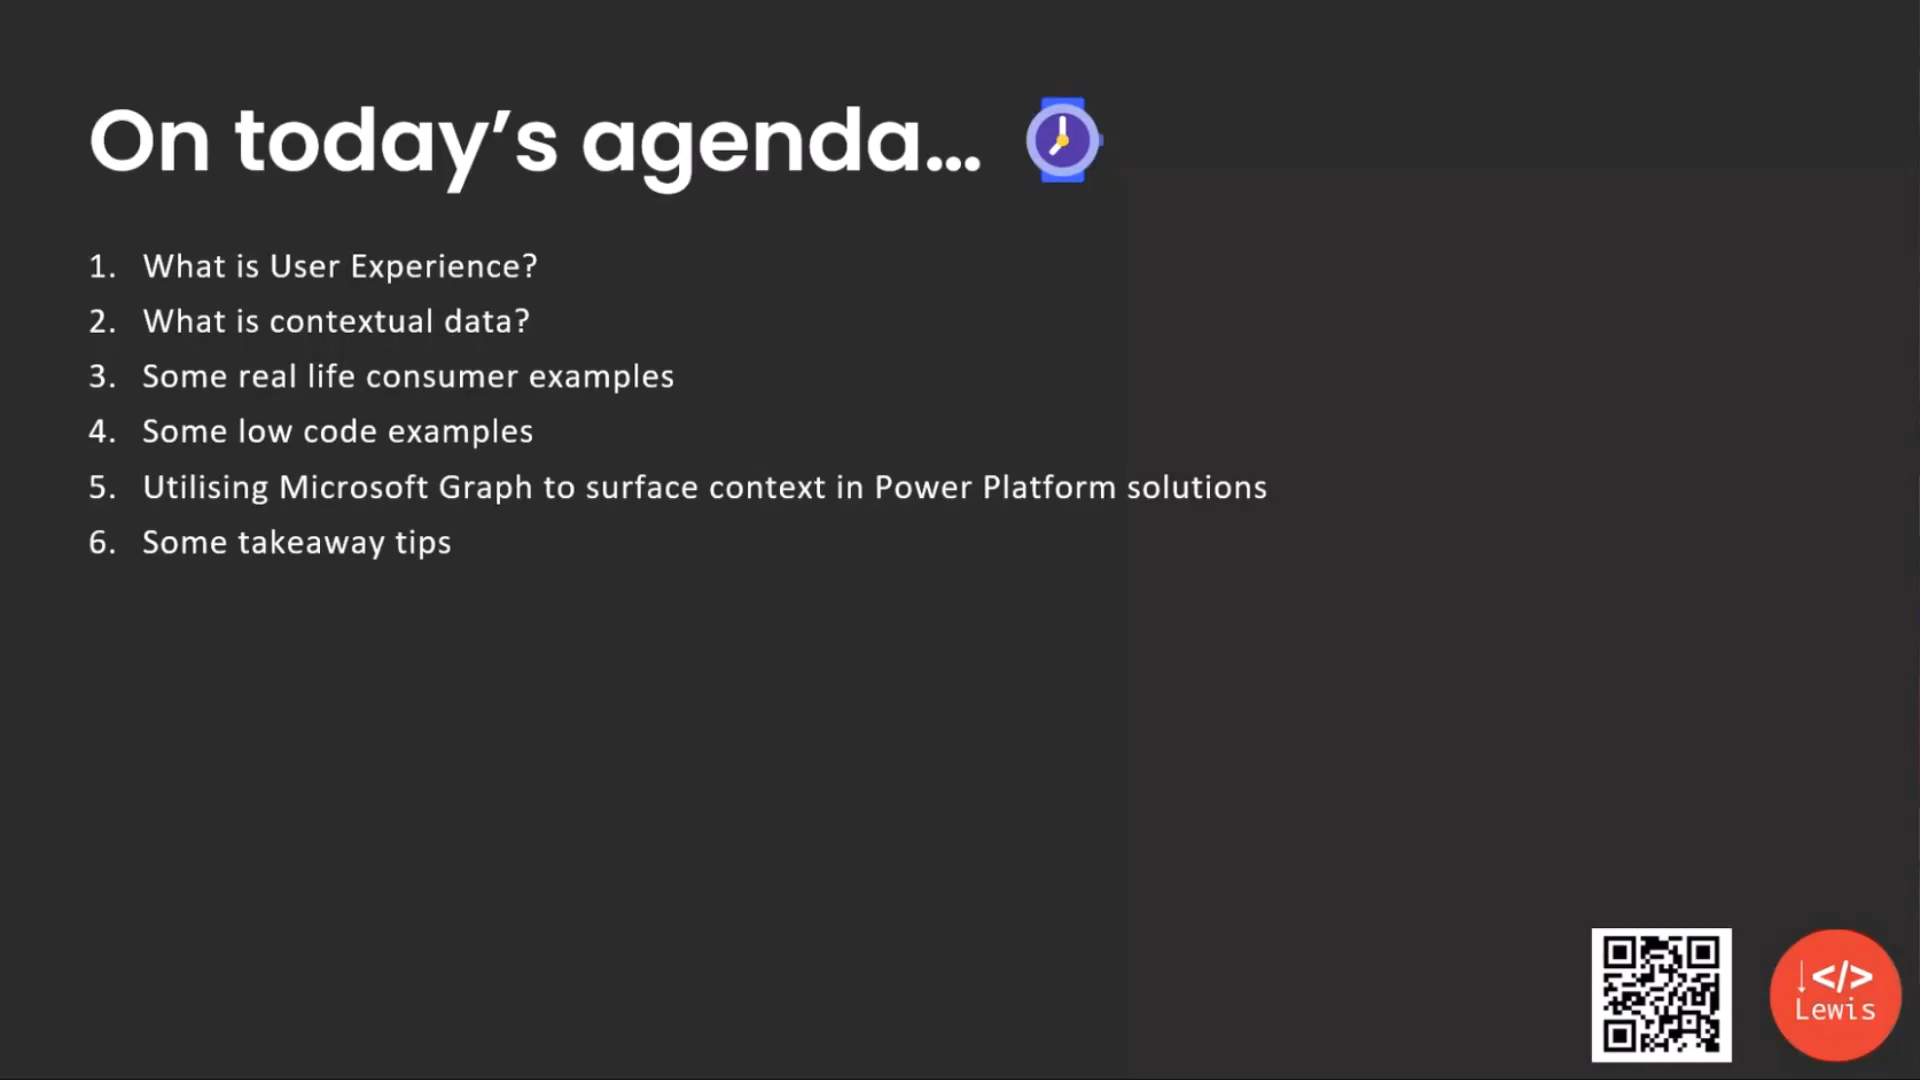 On today’s agenda...
1. What is User Experience?
2. What is contextual data?
3. Some real life consumer examples
4. Some low code examples
5. Utilising Microsoft Graph to surface context in Power Platform solutions
6. Some takeaway tips
↓</>
Lewis